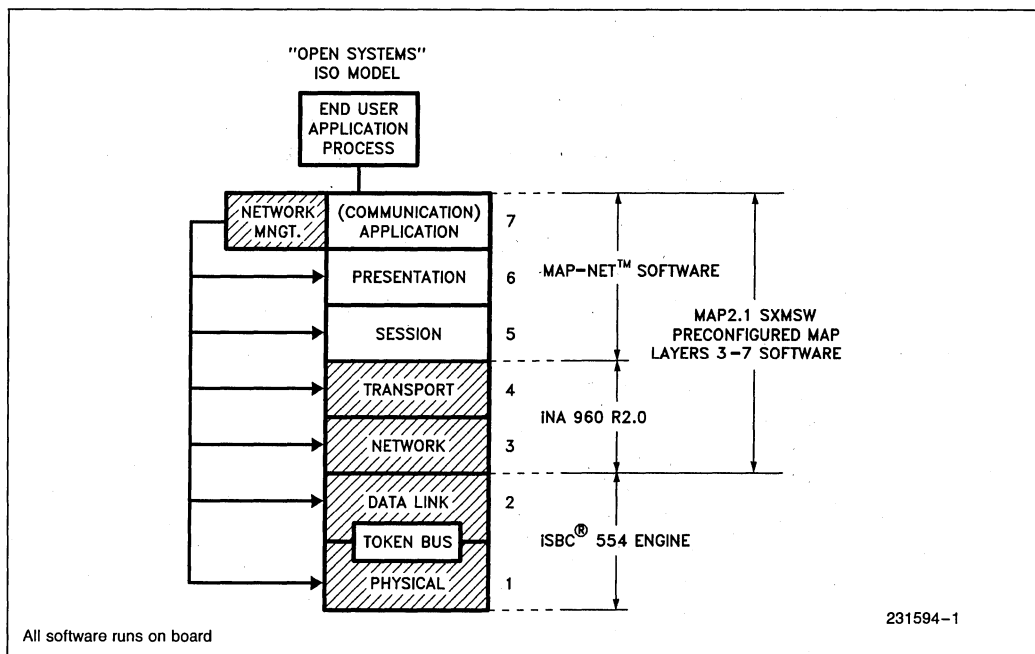 "OPEN SYSTEMS"
ISO MODEL
END USER
APPLICATION
PROCESS
NETWORK
MNGT.
(COMMUNICATION)
APPLICATION
7
PRESENTATION
6
MAP-NET™ SOFTWARE
SESSION
5
MAP2.1 SXMSW
PRECONFIGURED MAP
LAYERS 3-7 SOFTWARE
TRANSPORT
4
iNA 960 R2.0
NETWORK
3
DATA LINK
2
TOKEN BUS
iSBC® 554 ENGINE
PHYSICAL
1
231594-1
All software runs on board